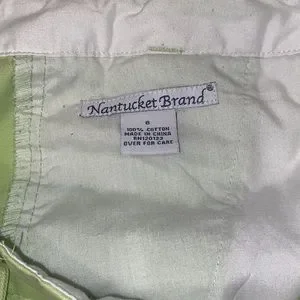 Nantucket Brand®
6
100% COTTON
MADE IN CHINA
RN120123
OVER FOR CARE